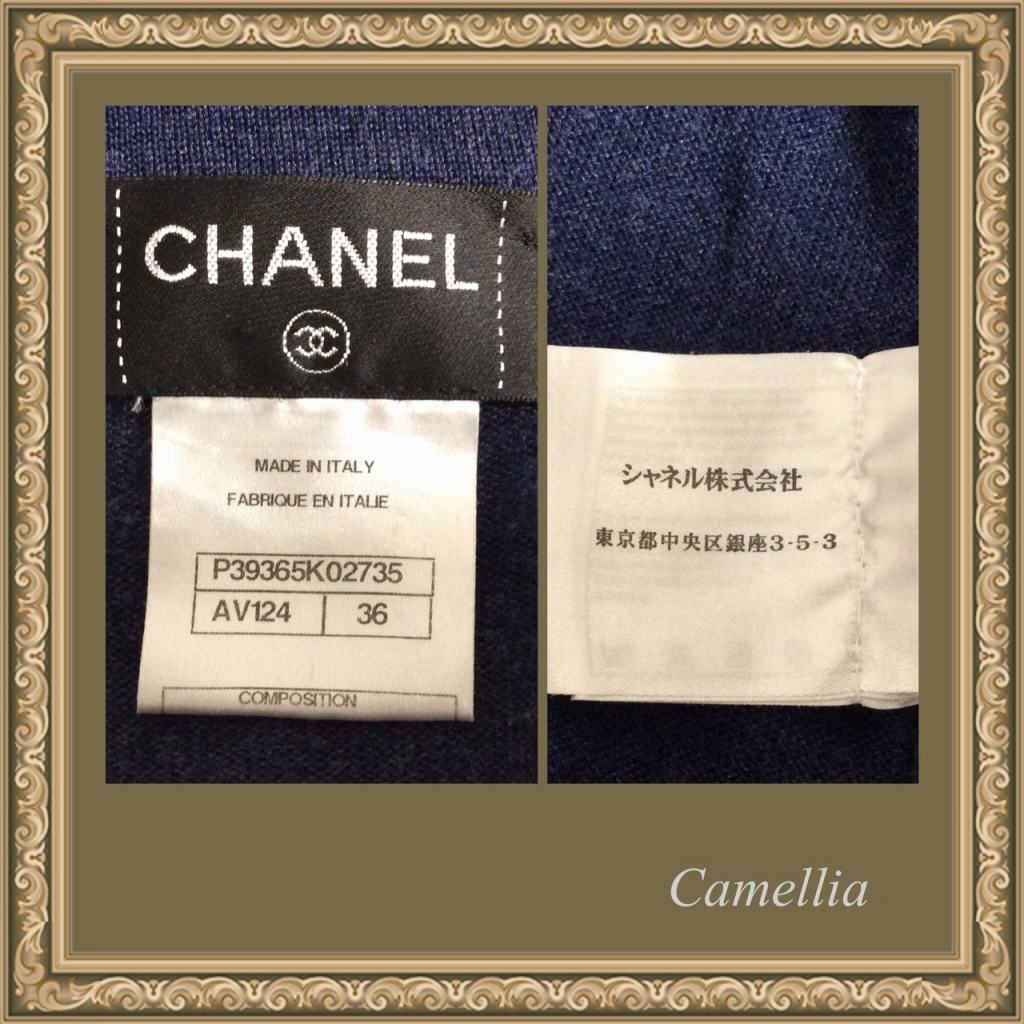 CHANEL
MADE IN ITALY
FABRIQUE EN ITALIE
P39365K02735
AV124 36
COMPOSITION
シャネル株式会社
東京都中央区銀座3-5-3
Camellia